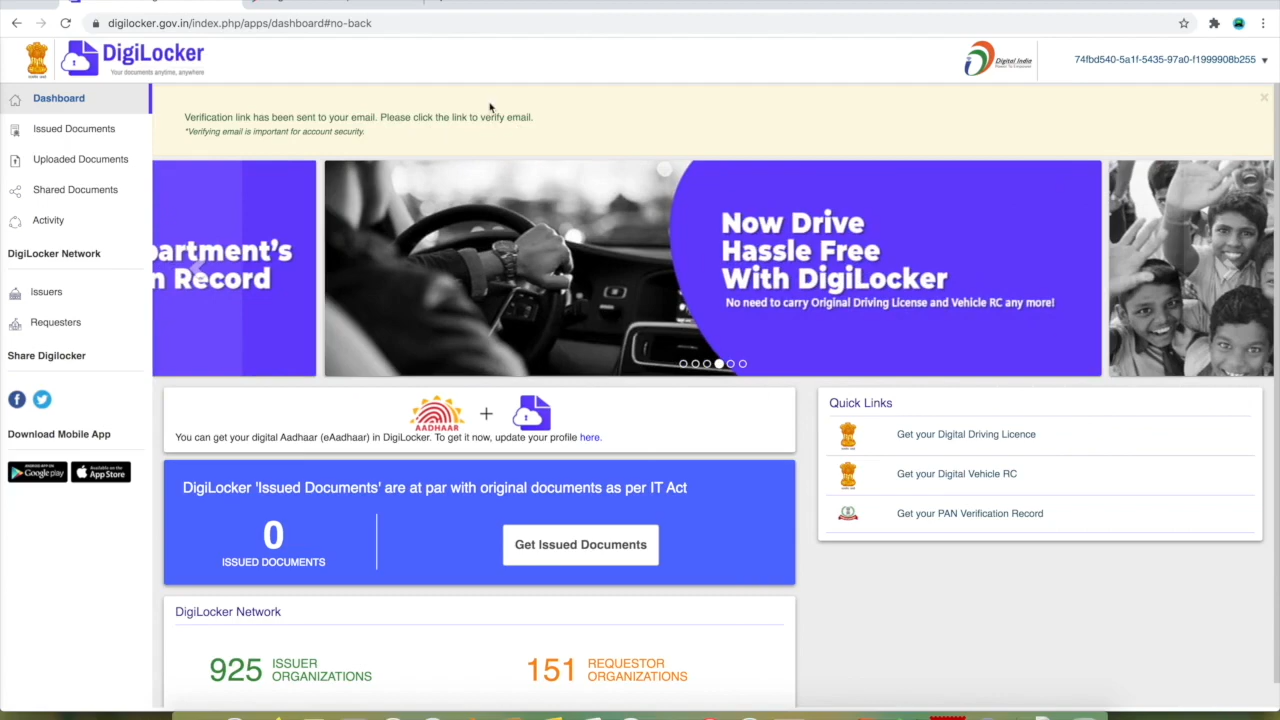 digilocker.gov.in/index.php/apps/dashboard#no-back
DigiLocker
Your documents anytime, anywhere
Digital India
Power To Empower
74fbd540-5a1f-5435-97a0-f1999908b255
Dashboard
Issued Documents
Uploaded Documents
Shared Documents
Activity
DigiLocker Network
Issuers
Requesters
Share Digilocker
Download Mobile App
Google play
Available on the
App Store
Verification link has been sent to your email. Please click the link to verify email.
*Verifying email is important for account security.
partment's
n Record
Now Drive
Hassle Free
With DigiLocker
No need to carry Original Driving License and Vehicle RC any more!
AADHAAR
You can get your digital Aadhaar (eAadhaar) in DigiLocker. To get it now, update your profile here.
DigiLocker 'Issued Documents' are at par with original documents as per IT Act
0
ISSUED DOCUMENTS
Get Issued Documents
DigiLocker Network
925 ISSUER
ORGANIZATIONS
151 REQUESTOR
ORGANIZATIONS
Quick Links
Get your Digital Driving Licence
Get your Digital Vehicle RC
Get your PAN Verification Record